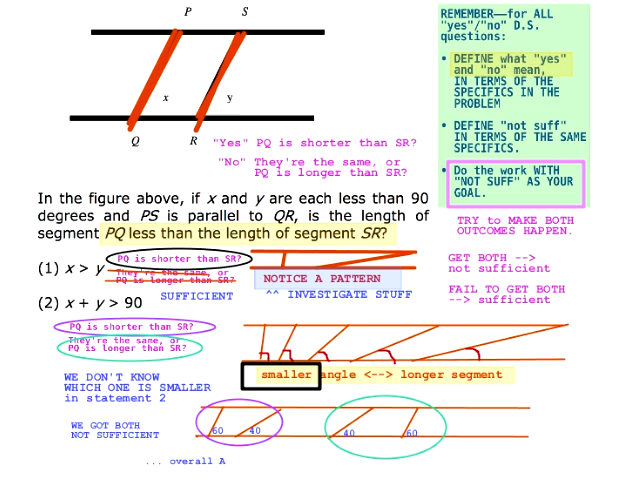 P
S
x
y
Q
R
"Yes" PQ is shorter than SR?
"No" They're the same, or
PQ is longer than SR?
REMEMBER—for ALL
"yes"/"no" D.S.
questions:
• DEFINE what "yes"
and "no" mean,
IN TERMS OF THE
SPECIFICS IN THE
PROBLEM
• DEFINE "not suff"
IN TERMS OF THE SAME
SPECIFICS.
• Do the work WITH
"NOT SUFF" AS YOUR
GOAL.
TRY to MAKE BOTH
OUTCOMES HAPPEN.
GET BOTH -->
not sufficient
FAIL TO GET BOTH
--> sufficient
In the figure above, if x and y are each less than 90
degrees and PS is parallel to QR, is the length of
segment PQ less than the length of segment SR?
(1) x > y
PQ is shorter than SR?
They're the same, or
PQ is longer than SR?
SUFFICIENT
NOTICE A PATTERN
^^ INVESTIGATE STUFF
(2) x + y > 90
PQ is shorter than SR?
They're the same, or
PQ is longer than SR?
smaller angle <--> longer segment
WE DON'T KNOW
WHICH ONE IS SMALLER
in statement 2
WE GOT BOTH
NOT SUFFICIENT
60
40
40
60
... overall A